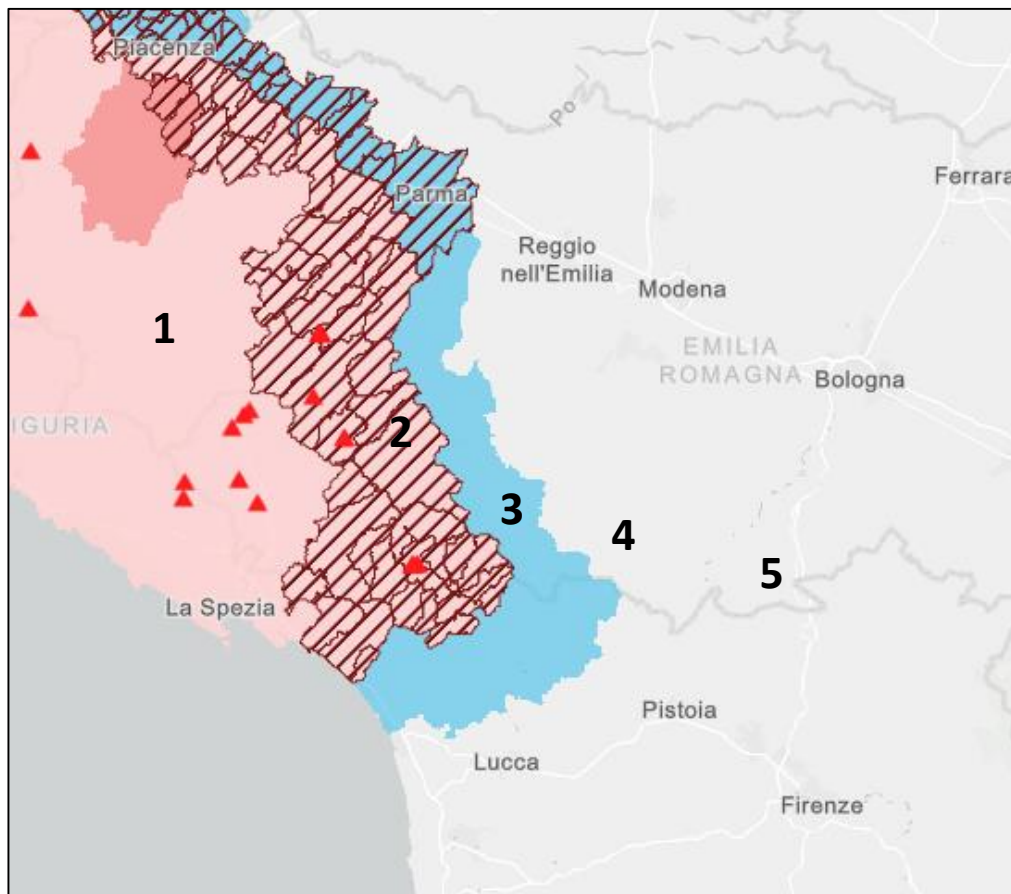 Piacenza
Po
Parma
Ferrara
Reggio
nell'Emilia
Modena
1
EMILIA
ROMAGNA
Bologna
IGURIA
2
3
4
5
La Spezia
Pistoia
Lucca
Firenze